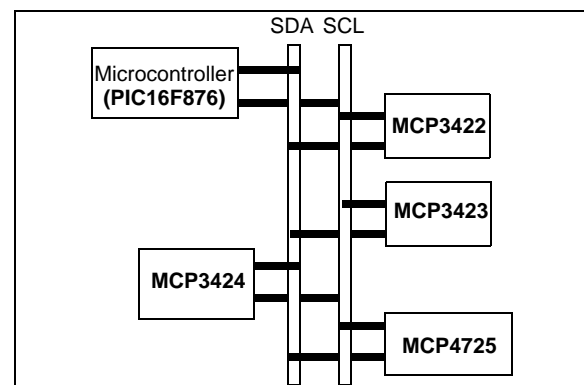 SDA SCL
Microcontroller
(PIC16F876)
MCP3422
MCP3423
MCP3424
MCP4725